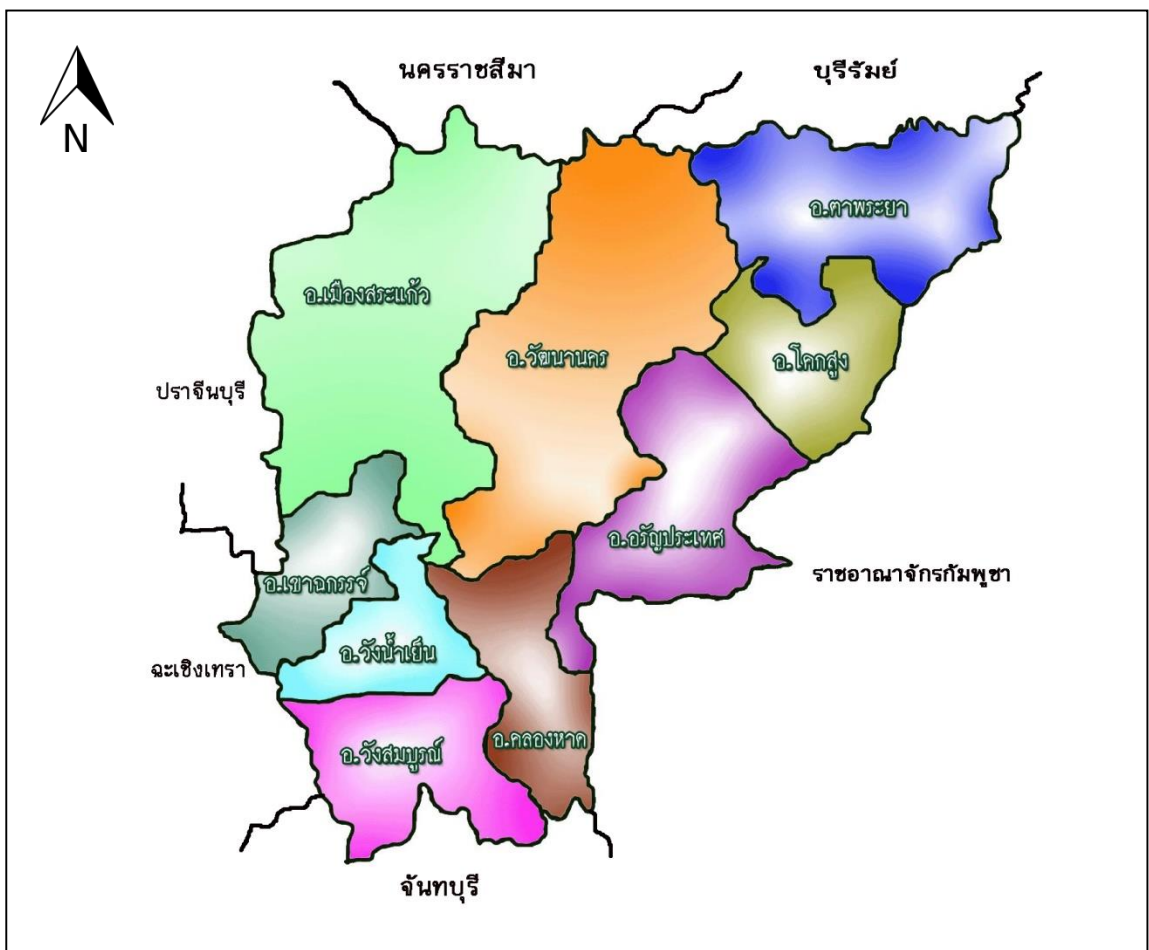 นครราชสีมา
บุรีรัมย์
N
อ.ตาพระยา
อ.เมืองสระแก้ว
อ.วัฒนานคร
อ.โคกสูง
ปราจีนบุรี
อ.อรัญประเทศ
ราชอาณาจักรกัมพูชา
อ.เขาฉกรรจ์
อ.วังน้ำเย็น
ฉะเชิงเทรา
อ.คลองหาด
อ.วังสมบูรณ์
จันทบุรี